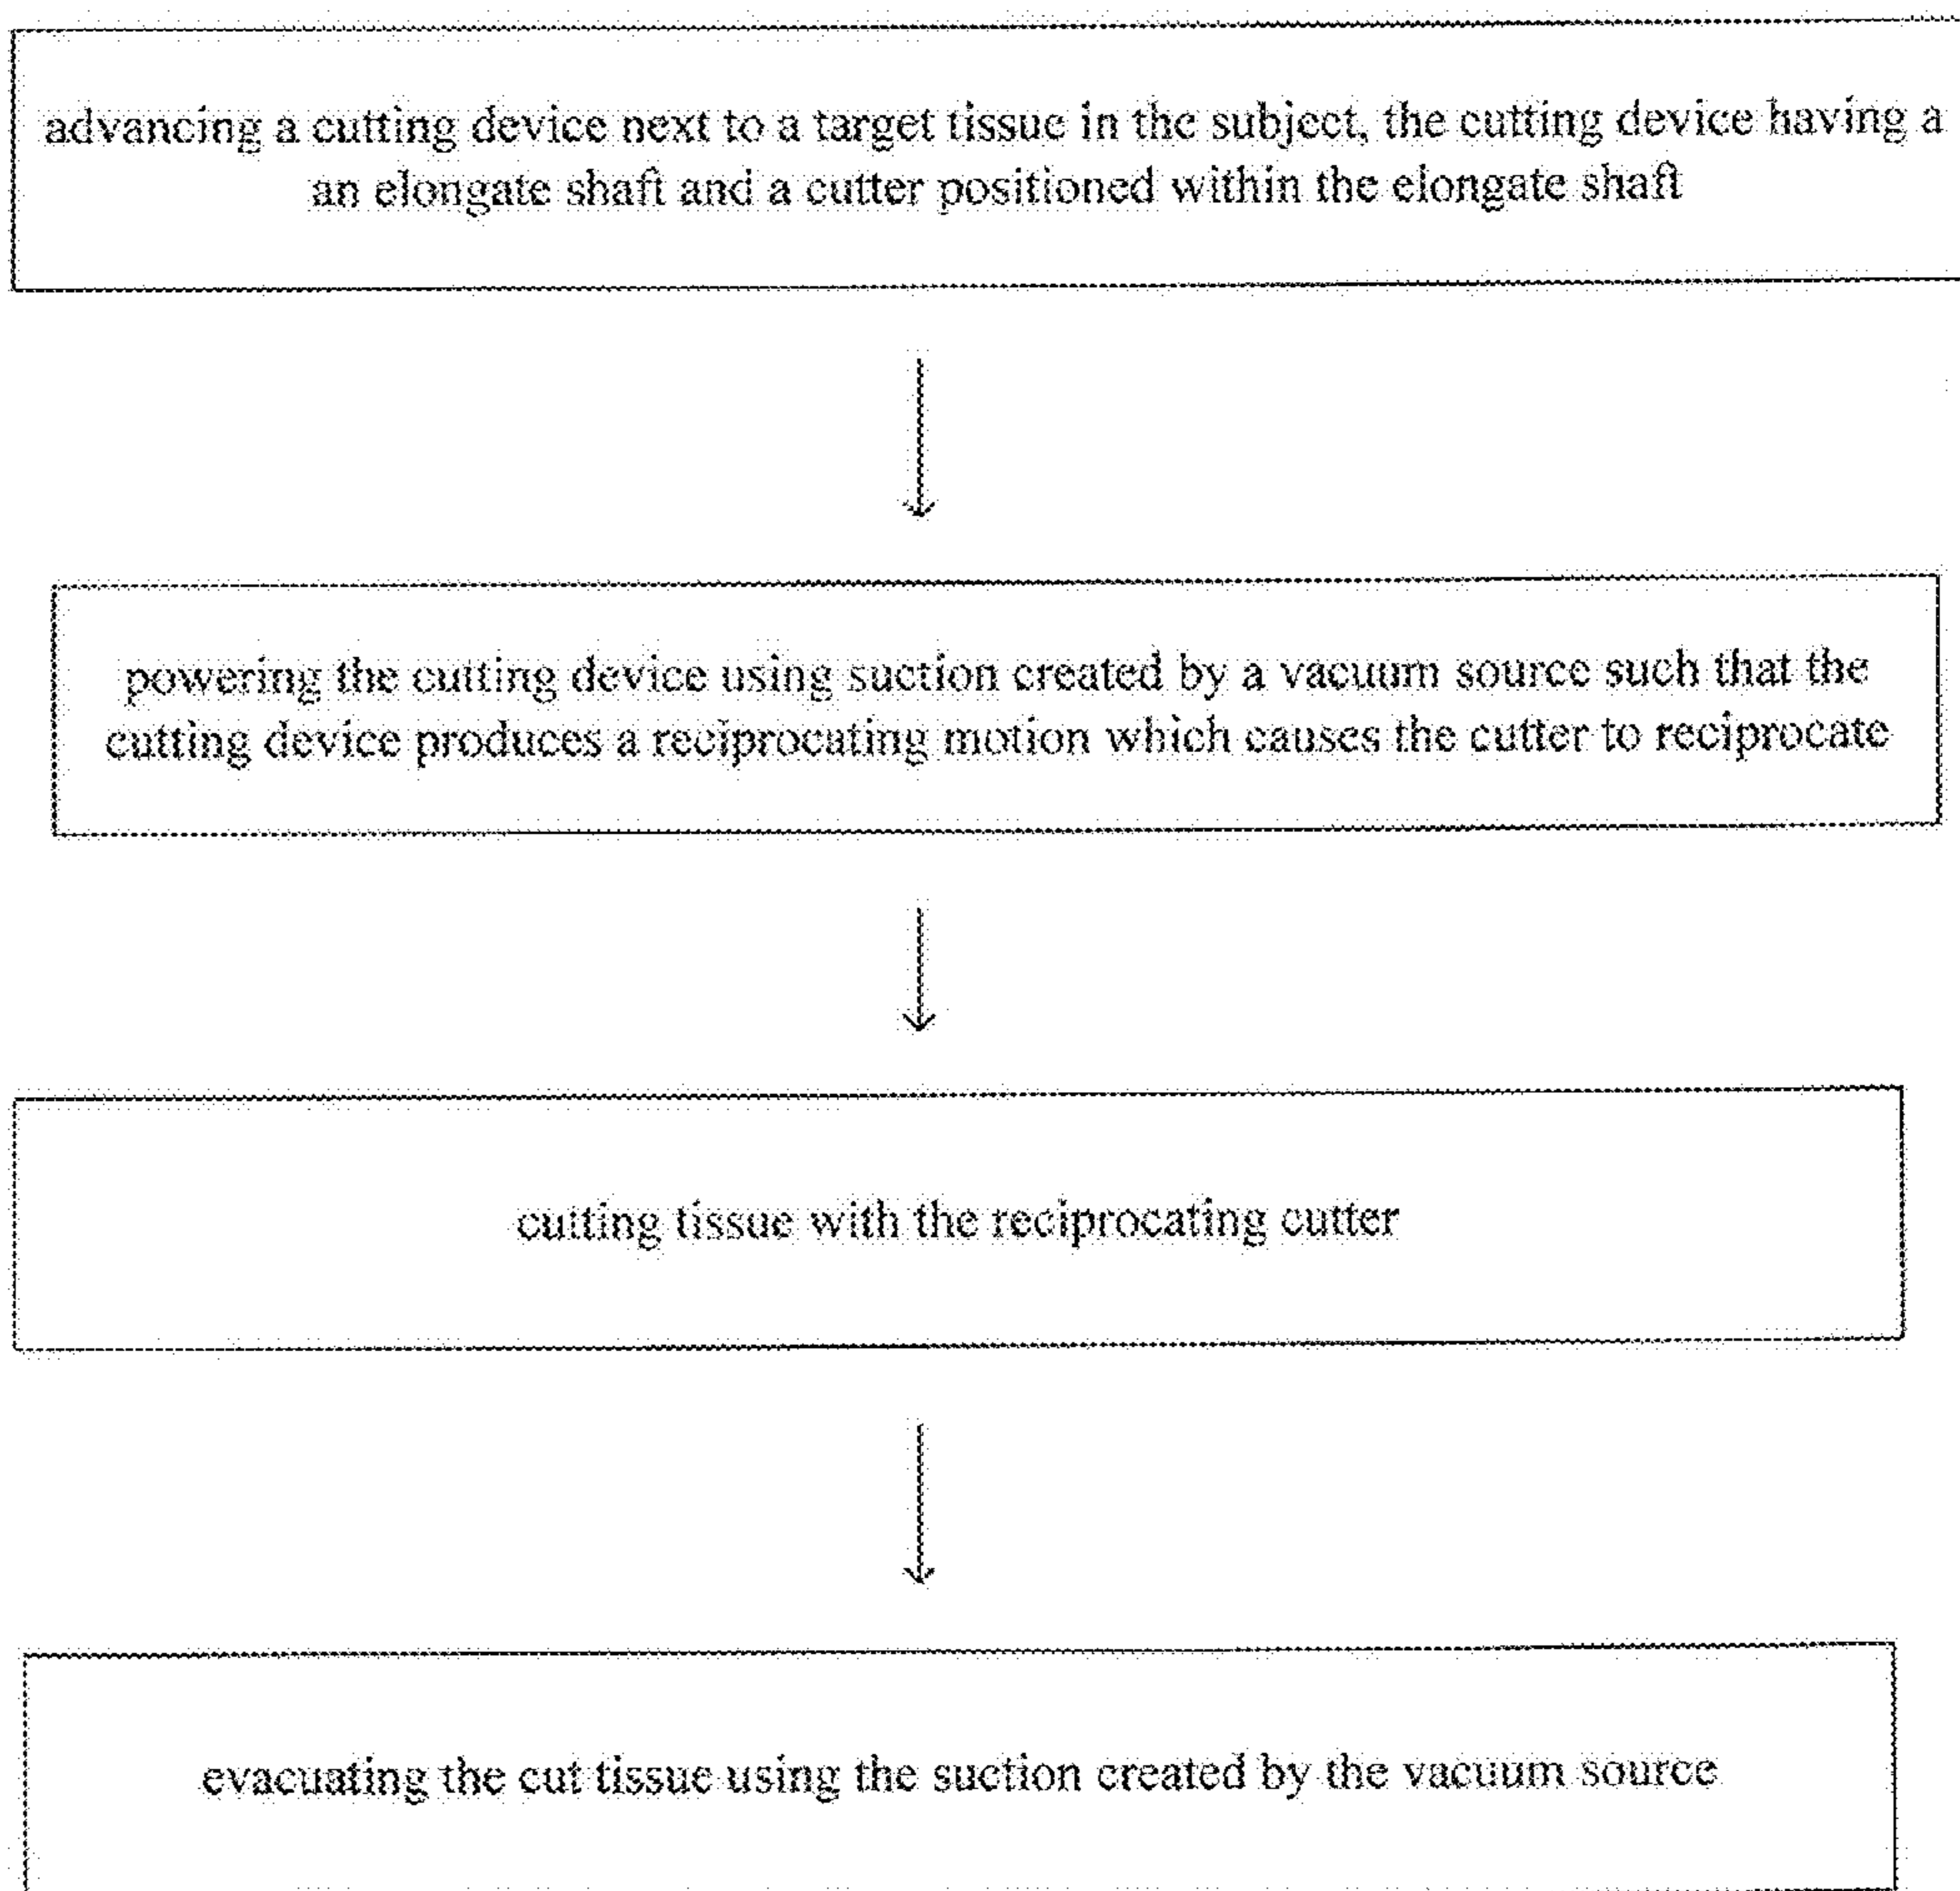 advancing a cutting device next to a target tissue in the subject, the cutting device having a
an elongate shaft and a cutter positioned within the elongate shaft
powering the cutting device using suction created by a vacuum source such that the
cutting device produces a reciprocating motion which causes the cutter to reciprocate
cutting tissue with the reciprocating cutter
evacuating the cut tissue using the suction created by the vacuum source